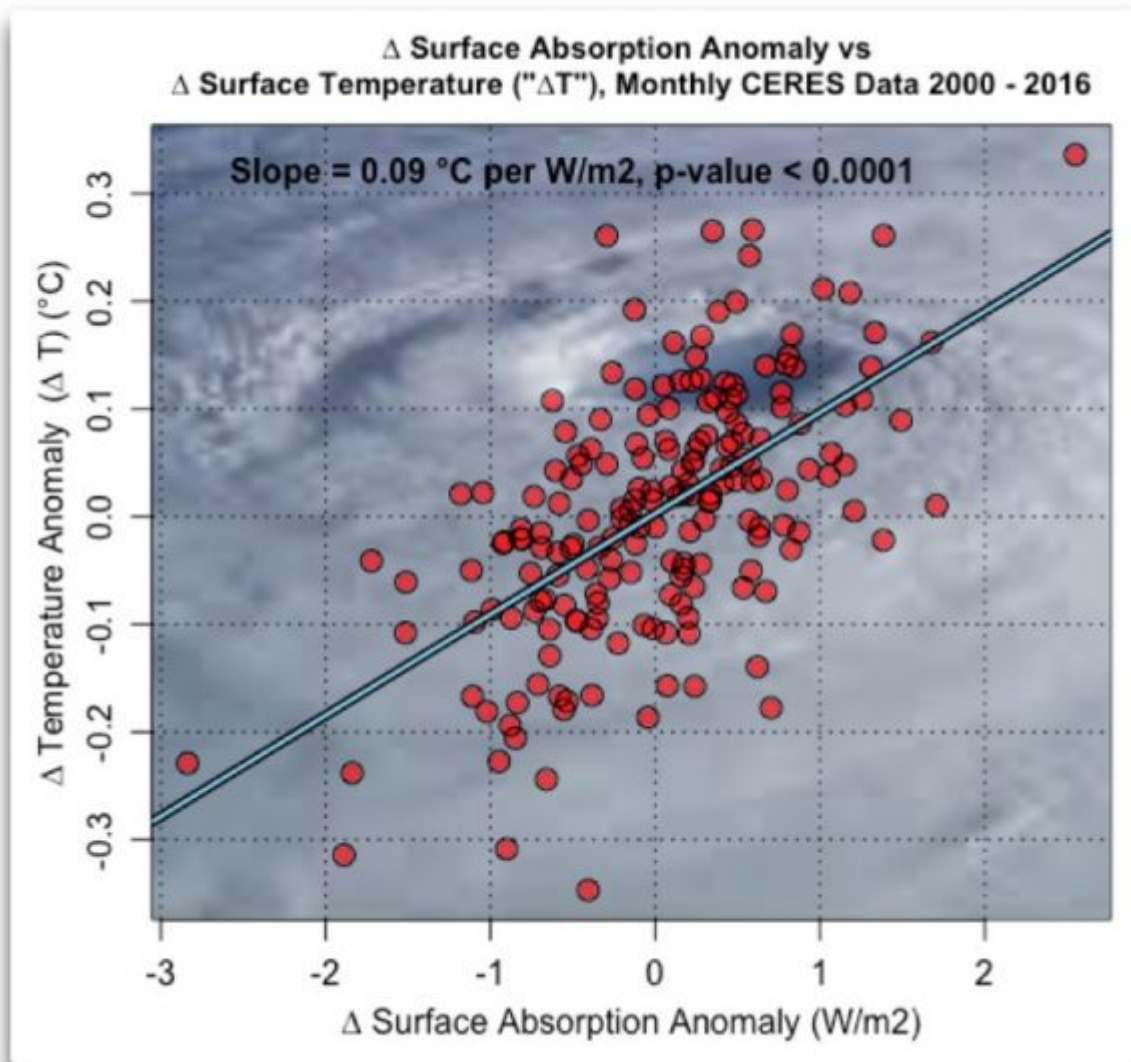 Δ Surface Absorption Anomaly vs
Δ Surface Temperature ("ΔT"), Monthly CERES Data 2000 - 2016
Slope = 0.09 °C per W/m2, p-value < 0.0001
Δ Temperature Anomaly (Δ T) (°C)
0.3
0.2
0.1
0.0
-0.1
-0.2
-0.3
-3 -2 -1 0 1 2
Δ Surface Absorption Anomaly (W/m2)